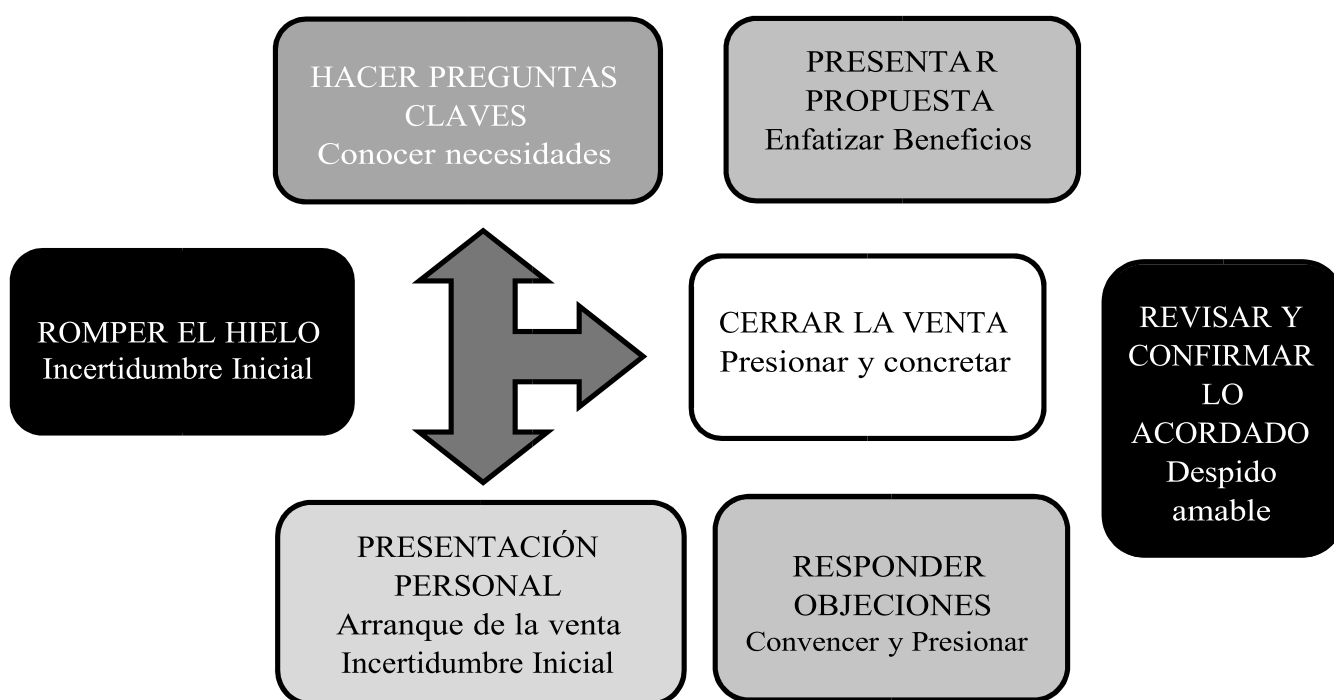 HACER PREGUNTAS
CLAVES
Conocer necesidades
PRESENTAR
PROPUESTA
Enfatizar Beneficios
ROMPER EL HIELO
Incertidumbre Inicial
CERRAR LA VENTA
Presionar y concretar
REVISAR Y
CONFIRMAR
LO
ACORDADO
Despido
amable
PRESENTACIÓN
PERSONAL
Arranque de la venta
Incertidumbre Inicial
RESPONDER
OBJECIONES
Convencer y Presionar